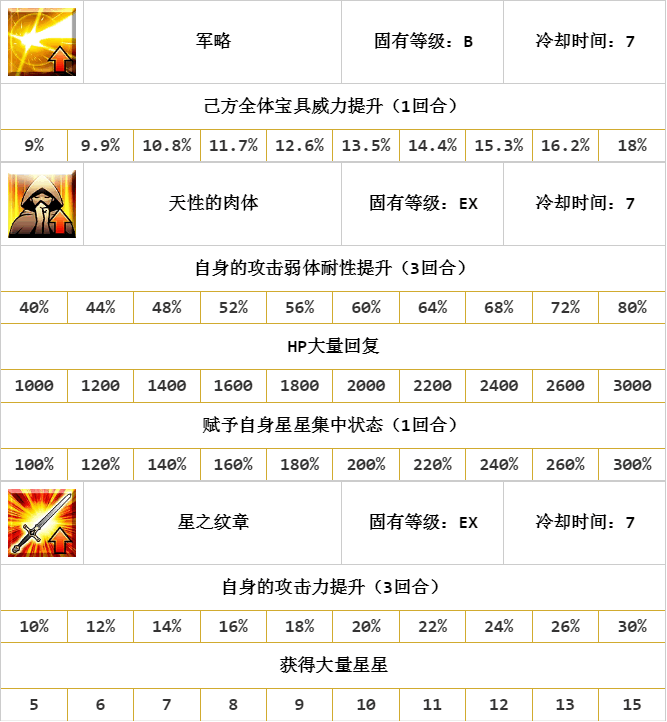 军略 固有等级：B 冷却时间：7
己方全体宝具威力提升（1回合）
9% 9.9% 10.8% 11.7% 12.6% 13.5% 14.4% 15.3% 16.2% 18%
天性的肉体 固有等级：EX 冷却时间：7
自身的攻击弱体耐性提升（3回合）
40% 44% 48% 52% 56% 60% 64% 68% 72% 80%
HP大量回复
1000 1200 1400 1600 1800 2000 2200 2400 2600 3000
赋予自身星星集中状态（1回合）
100% 120% 140% 160% 180% 200% 220% 240% 260% 300%
星之纹章 固有等级：EX 冷却时间：7
自身的攻击力提升（3回合）
10% 12% 14% 16% 18% 20% 22% 24% 26% 30%
获得大量星星
5 6 7 8 9 10 11 12 13 15